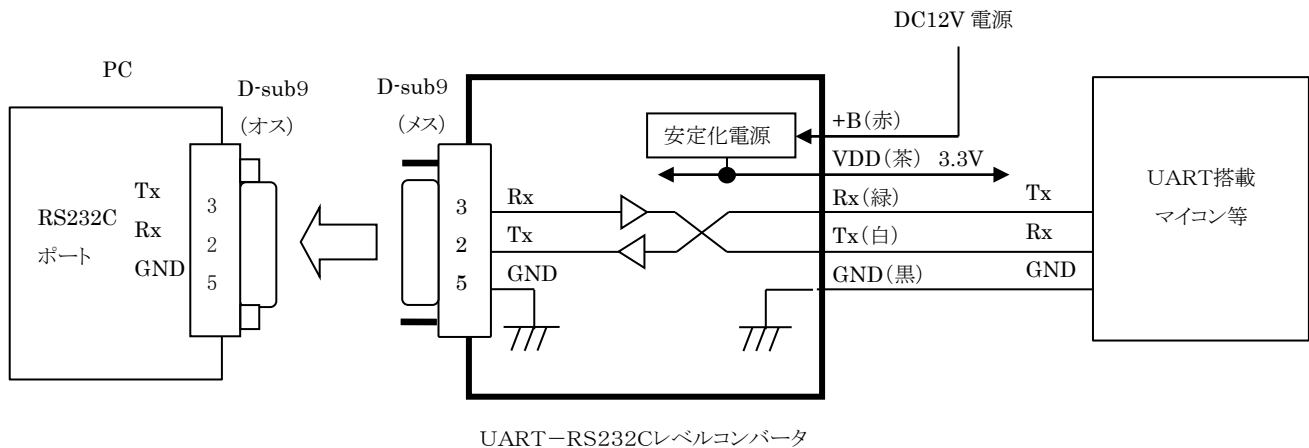 DC12V 電源
PC
D-sub9
(オス)
D-sub9
(メス)
安定化電源
+B(赤)
VDD(茶) 3.3V
RS232C
ポート
Tx
Rx
GND
3
2
5
3
2
5
Rx
Tx
GND
Rx(緑)
Tx(白)
GND(黒)
Tx
Rx
GND
UART搭載
マイコン等
UART−RS232Cレベルコンバータ